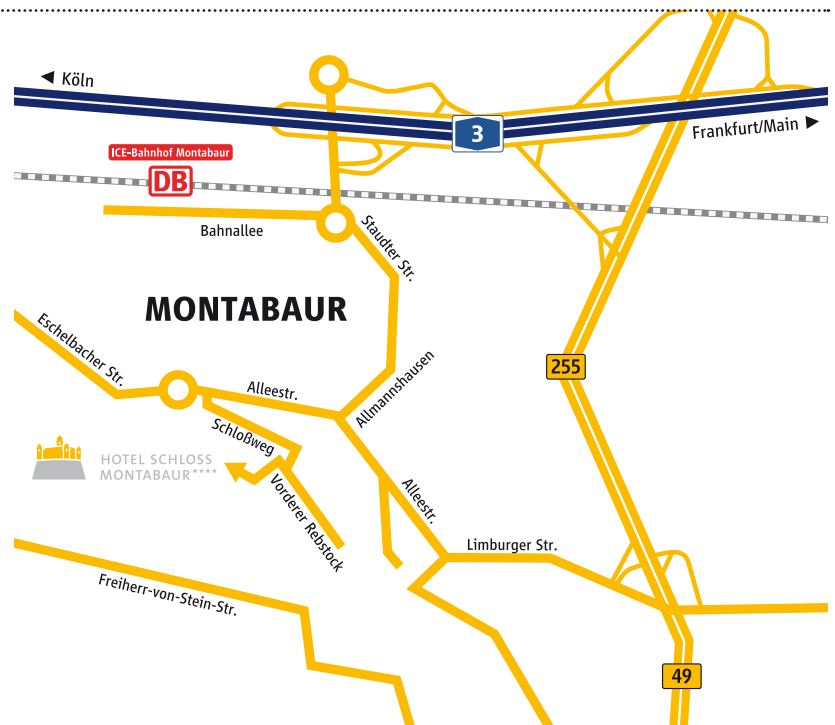 Köln
3
Frankfurt/Main
ICE-Bahnhof Montabaur
DB
Bahnallee
Staudter Str.
MONTABAUR
Eschelbacher Str.
Alleestr.
Allmannshausen
255
Schloßweg
HOTEL SCHLOSS
MONTABAUR****
Vorderer Rebstock
Alleestr.
Limburger Str.
Freiherr-von-Stein-Str.
49